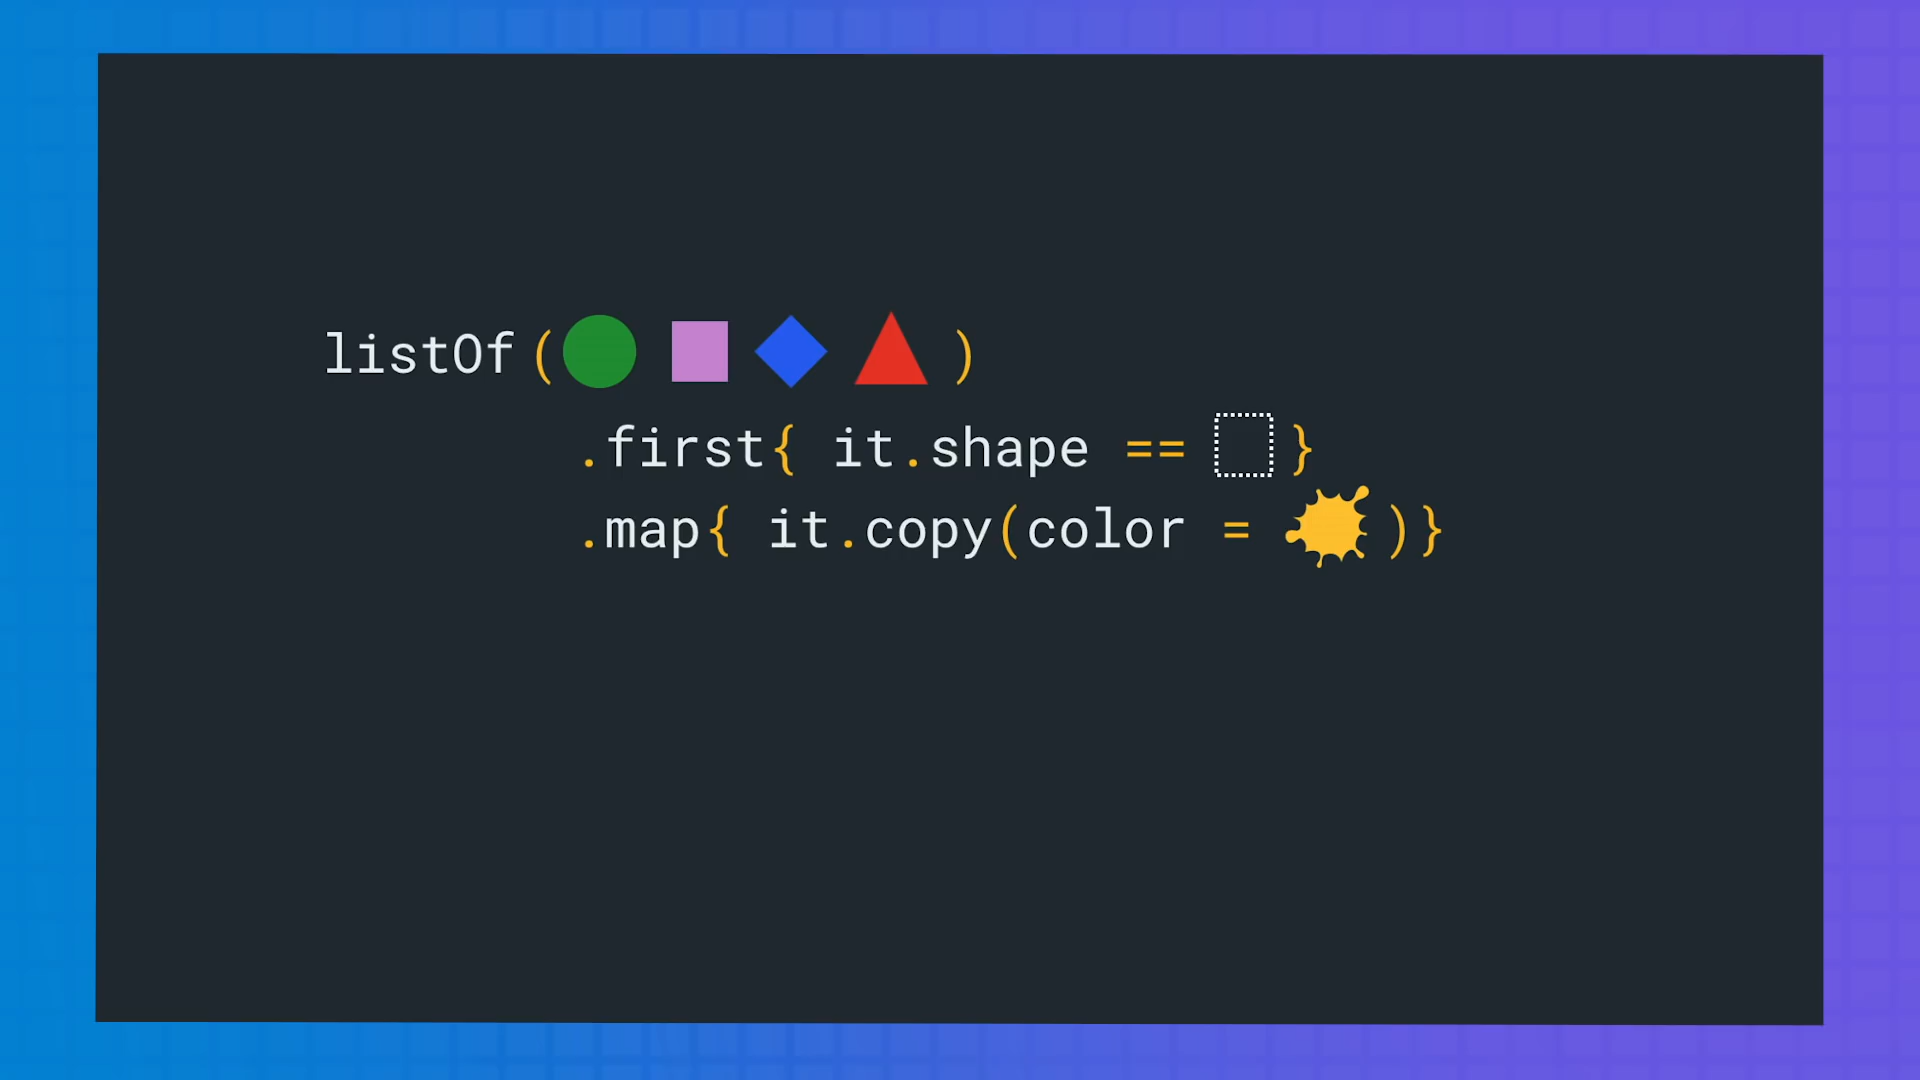 listOf( )
.first{ it.shape == }
.map{ it.copy(color = )}